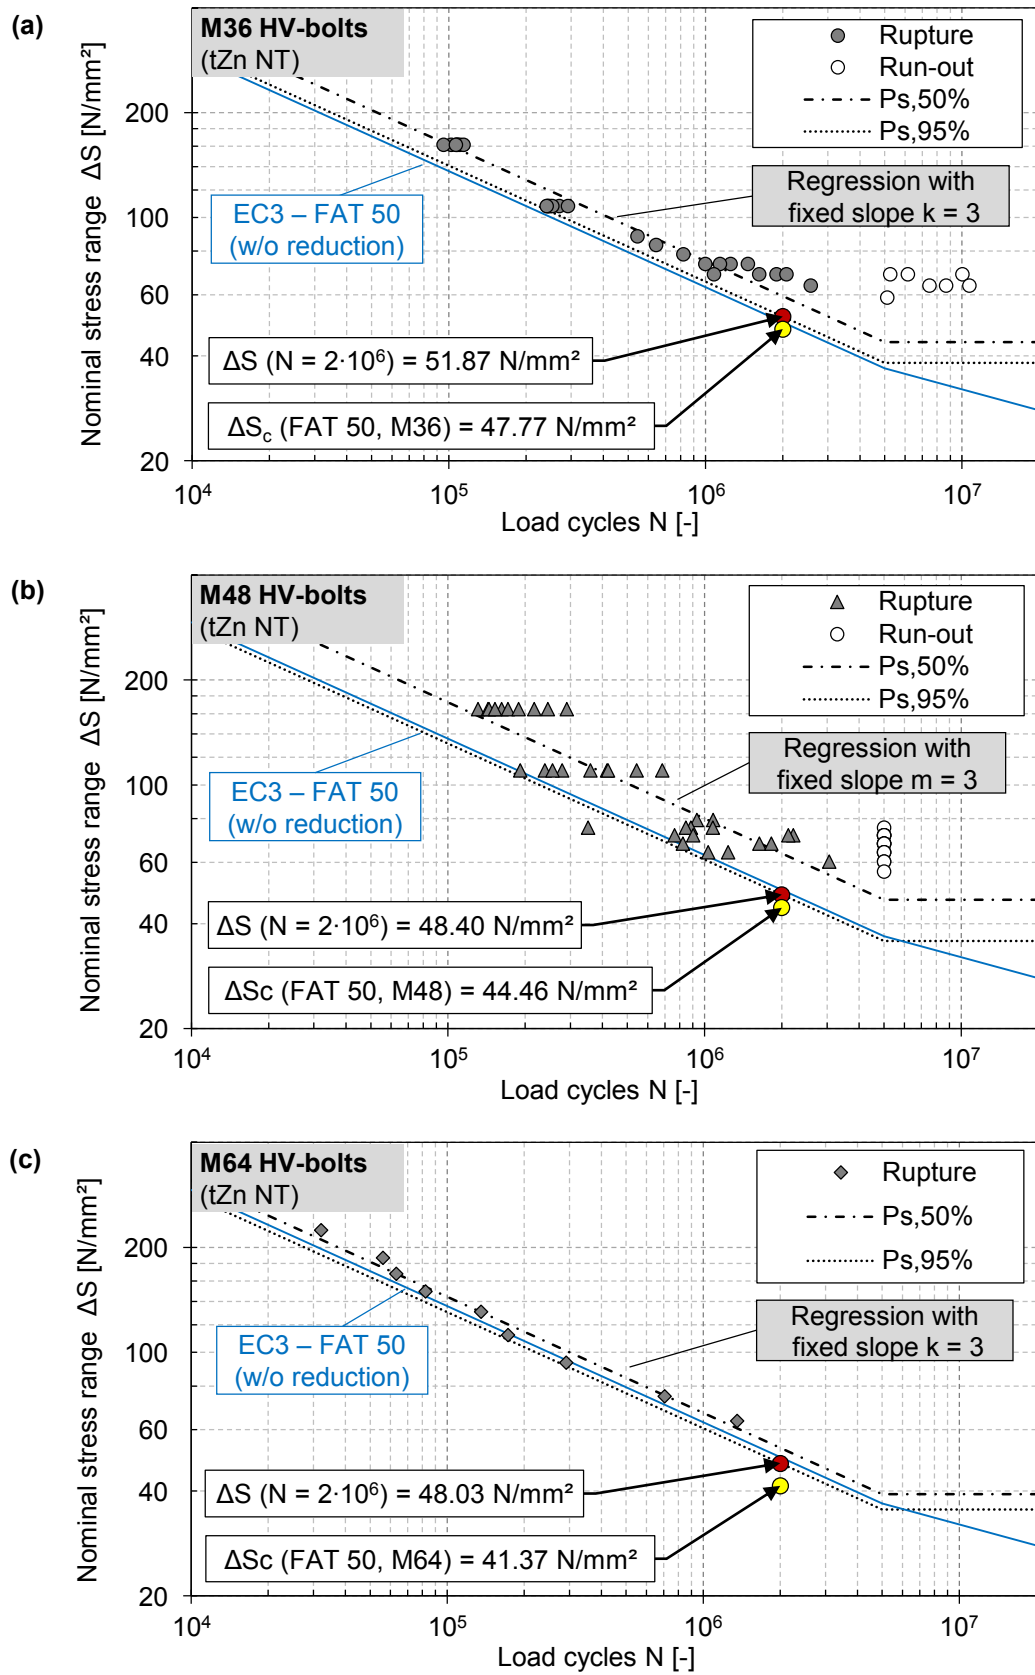 (a)
M36 HV-bolts
(tZn NT)
Rupture
Run-out
Ps,50%
Ps,95%
Regression with
fixed slope k = 3
EC3 – FAT 50
(w/o reduction)
ΔS (N = 2·10⁶) = 51.87 N/mm²
ΔS_c (FAT 50, M36) = 47.77 N/mm²
Nominal stress range ΔS [N/mm²]
200
100
60
40
20
10⁴
10⁵
10⁶
10⁷
Load cycles N [-]
(b)
M48 HV-bolts
(tZn NT)
Rupture
Run-out
Ps,50%
Ps,95%
Regression with
fixed slope m = 3
EC3 – FAT 50
(w/o reduction)
ΔS (N = 2·10⁶) = 48.40 N/mm²
ΔSc (FAT 50, M48) = 44.46 N/mm²
Nominal stress range ΔS [N/mm²]
200
100
60
40
20
10⁴
10⁵
10⁶
10⁷
Load cycles N [-]
(c)
M64 HV-bolts
(tZn NT)
Rupture
Ps,50%
Ps,95%
Regression with
fixed slope k = 3
EC3 – FAT 50
(w/o reduction)
ΔS (N = 2·10⁶) = 48.03 N/mm²
ΔSc (FAT 50, M64) = 41.37 N/mm²
Nominal stress range ΔS [N/mm²]
200
100
60
40
20
10⁴
10⁵
10⁶
10⁷
Load cycles N [-]